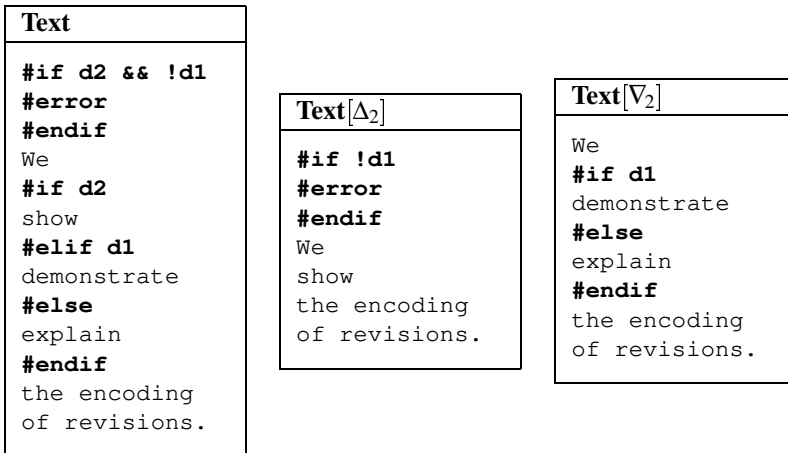 Text
#if d2 && !d1
#error
#endif
We
#if d2
show
#elif d1
demonstrate
#else
explain
#endif
the encoding
of revisions.
Text[Δ₂]
#if !d1
#error
#endif
We
show
the encoding
of revisions.
Text[∇₂]
We
#if d1
demonstrate
#else
explain
#endif
the encoding
of revisions.